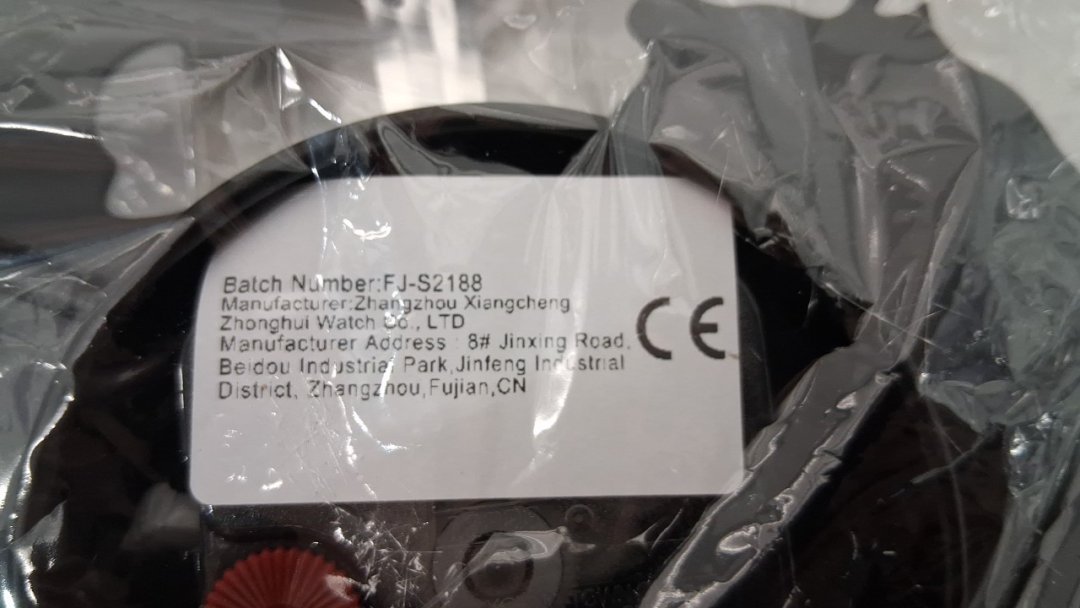 Batch Number:FJ-S2188
Manufacturer:Zhangzhou Xiangcheng
Zhonghui Watch Co., LTD
Manufacturer Address : 8# Jinxing Road,
Beidou Industrial Park,Jinfeng Industrial
District, Zhangzhou,Fujian,CN
CE